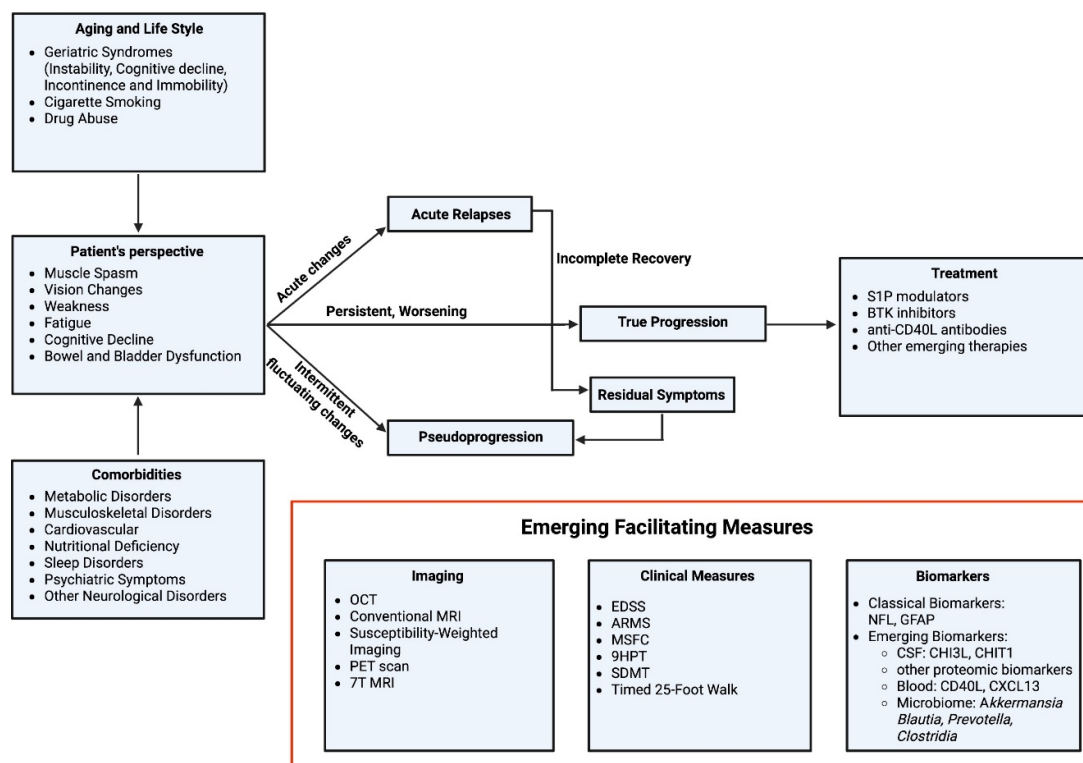 Aging and Life Style
• Geriatric Syndromes
(Instability, Cognitive decline,
Incontinence and Immobility)
• Cigarette Smoking
• Drug Abuse
Patient's perspective
• Muscle Spasm
• Vision Changes
• Weakness
• Fatigue
• Cognitive Decline
• Bowel and Bladder Dysfunction
Comorbidities
• Metabolic Disorders
• Musculoskeletal Disorders
• Cardiovascular
• Nutritional Deficiency
• Sleep Disorders
• Psychiatric Symptoms
• Other Neurological Disorders
Acute changes
Persistent, Worsening
Intermittent
fluctuating changes
Acute Relapses
Incomplete Recovery
True Progression
Residual Symptoms
Pseudoprogression
Treatment
• S1P modulators
• BTK inhibitors
• anti-CD40L antibodies
• Other emerging therapies
Emerging Facilitating Measures
Imaging
• OCT
• Conventional MRI
• Susceptibility-Weighted
Imaging
• PET scan
• 7T MRI
Clinical Measures
• EDSS
• ARMS
• MSFC
• 9HPT
• SDMT
• Timed 25-Foot Walk
Biomarkers
• Classical Biomarkers:
NFL, GFAP
• Emerging Biomarkers:
○ CSF: CHI3L, CHIT1
○ other proteomic biomarkers
○ Blood: CD40L, CXCL13
○ Microbiome: Akkermansia
Blautia, Prevotella,
Clostridia